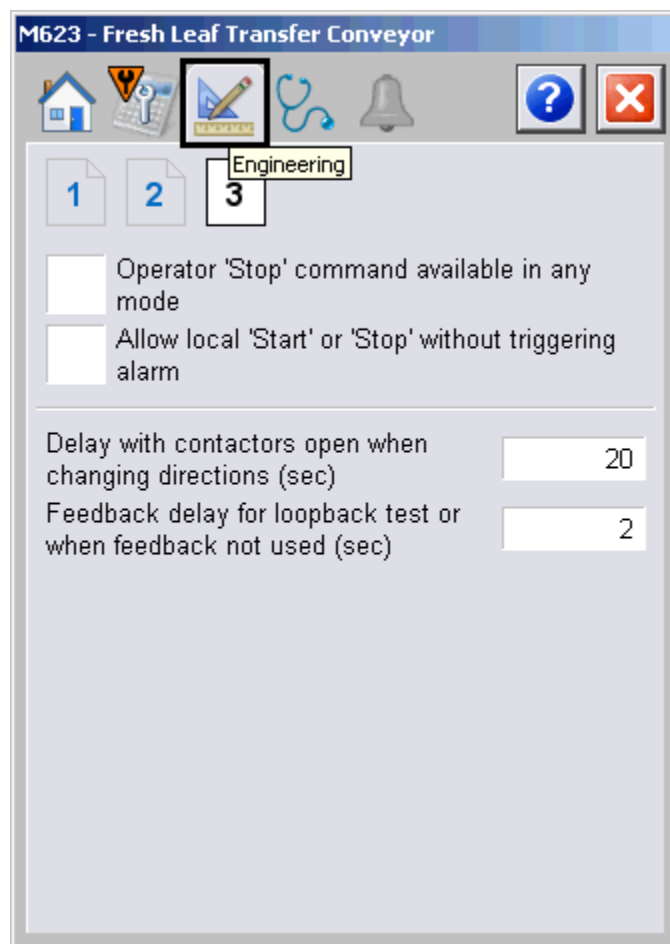 M623 - Fresh Leaf Transfer Conveyor
?
Engineering
1 2 3
Operator 'Stop' command available in any
mode
Allow local 'Start' or 'Stop' without triggering
alarm
Delay with contactors open when
changing directions (sec)
20
Feedback delay for loopback test or
when feedback not used (sec)
2